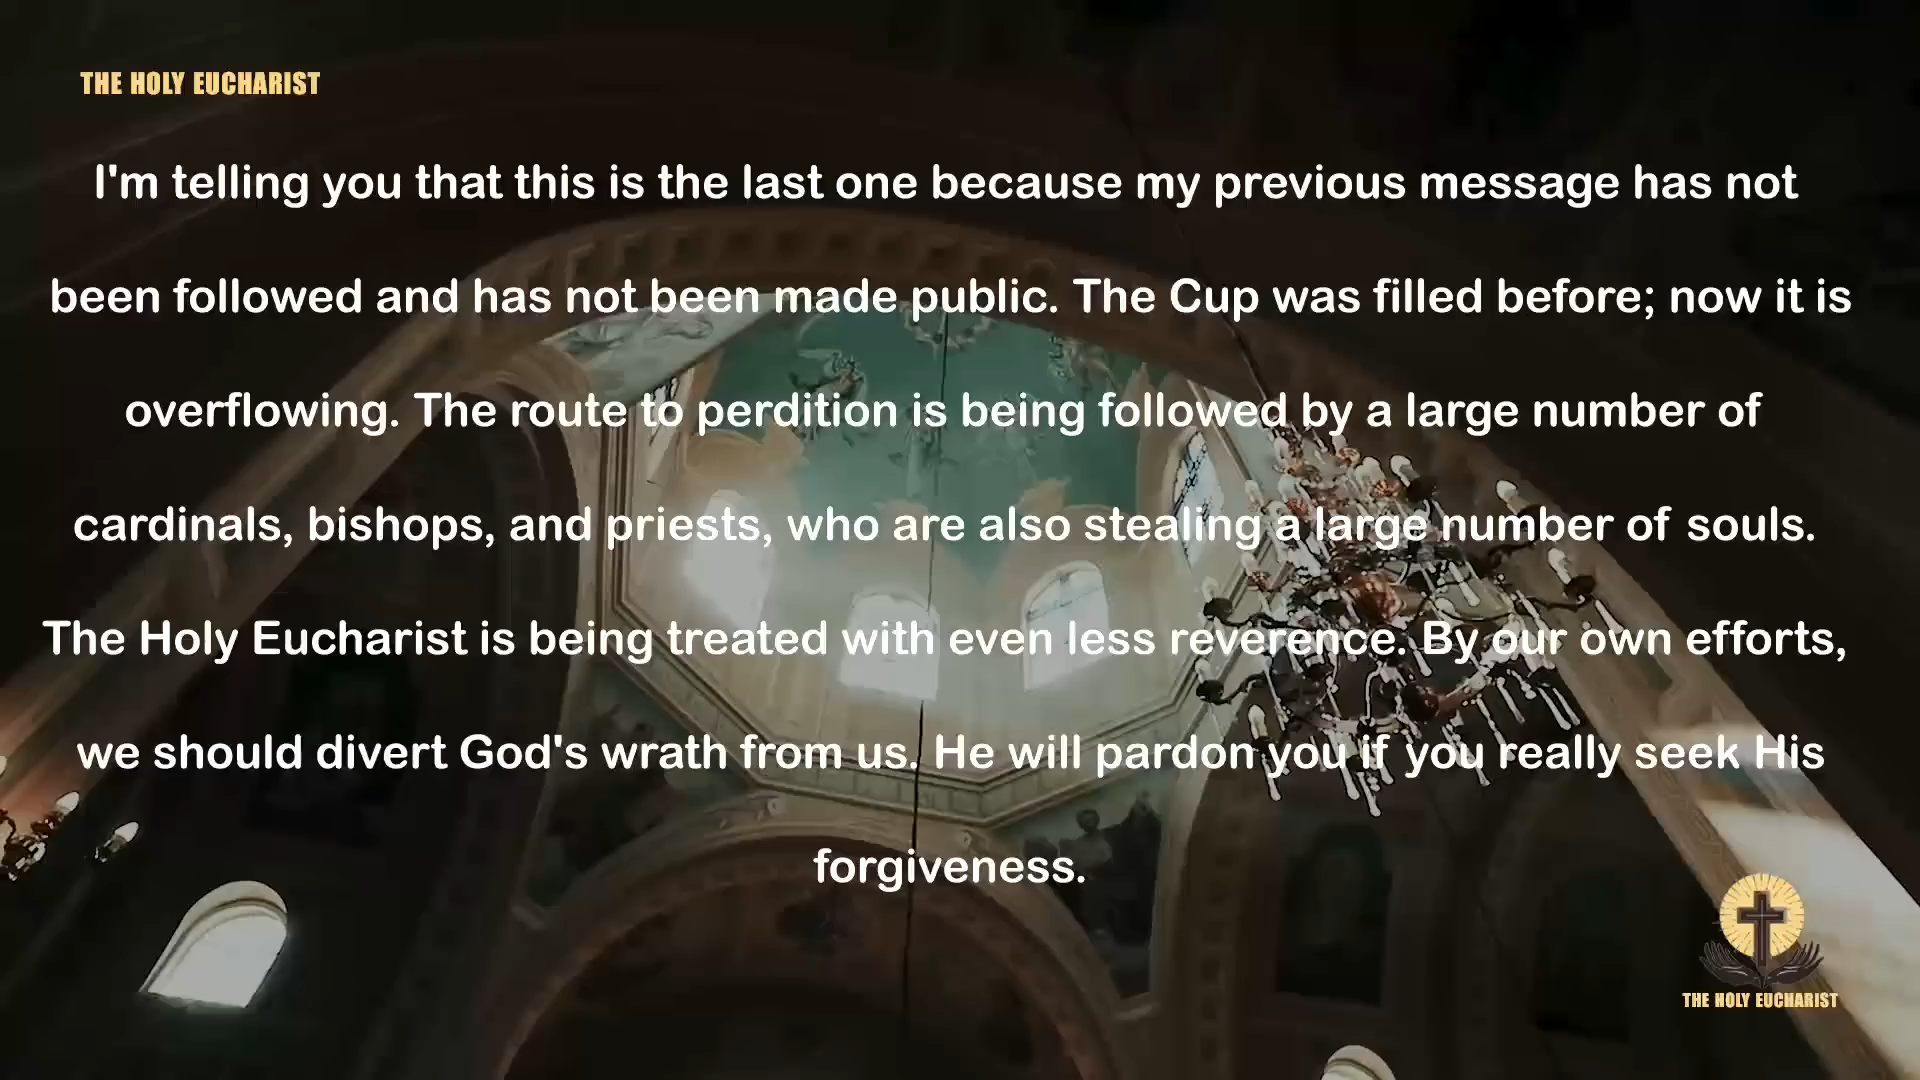 THE HOLY EUCHARIST
I'm telling you that this is the last one because my previous message has not
been followed and has not been made public. The Cup was filled before; now it is
overflowing. The route to perdition is being followed by a large number of
cardinals, bishops, and priests, who are also stealing a large number of souls.
The Holy Eucharist is being treated with even less reverence. By our own efforts,
we should divert God's wrath from us. He will pardon you if you really seek His
forgiveness.
THE HOLY EUCHARIST